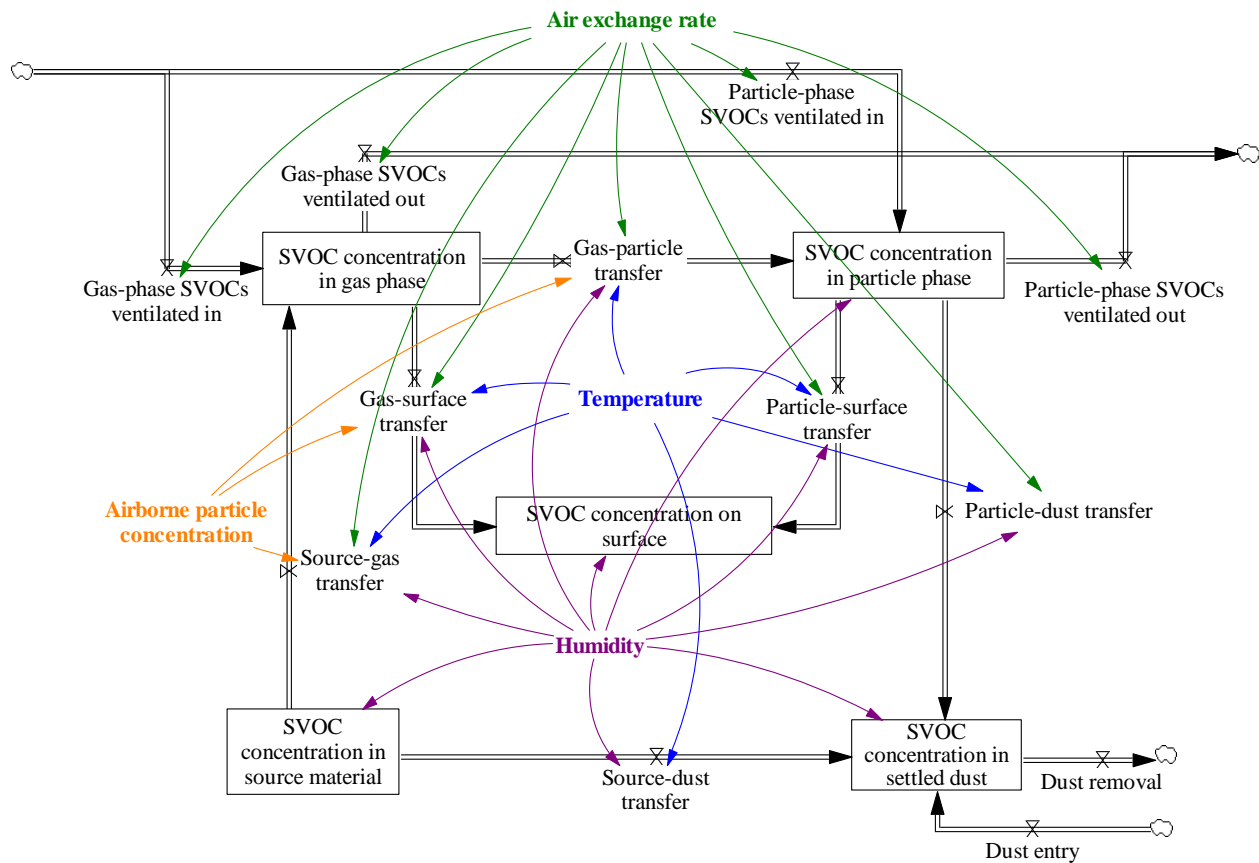 Air exchange rate
Particle-phase
SVOCs ventilated in
Gas-phase SVOCs
ventilated out
SVOC concentration
in gas phase
Gas-particle
transfer
SVOC concentration
in particle phase
Gas-phase SVOCs
ventilated in
Particle-phase SVOCs
ventilated out
Gas-surface
transfer
Temperature
Particle-surface
transfer
Airborne particle
concentration
SVOC concentration on
surface
Particle-dust transfer
Source-gas
transfer
Humidity
SVOC
concentration in
source material
SVOC
concentration in
settled dust
Source-dust
transfer
Dust removal
Dust entry